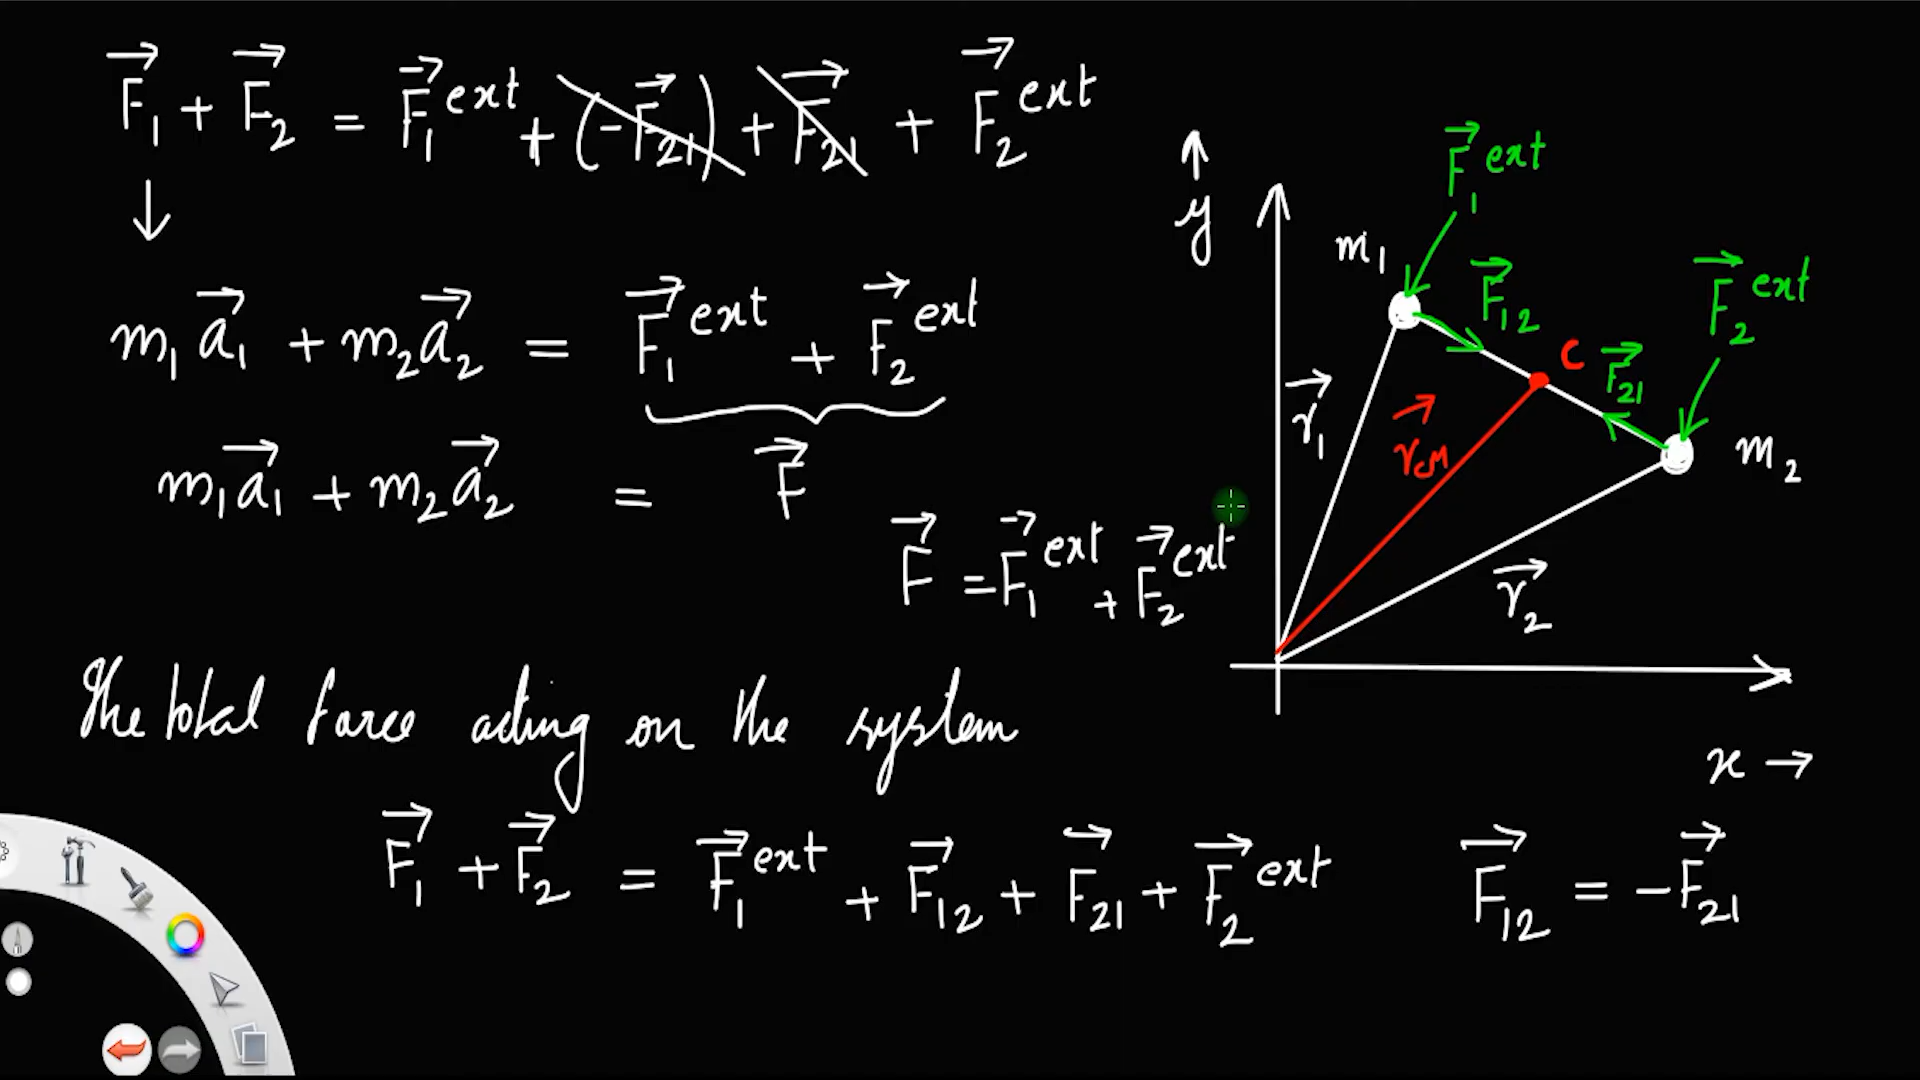 F⃗₁ + F⃗₂ = F⃗₁ᵉˣᵗ + (-F⃗₂₁) + F⃗₂₁ + F⃗₂ᵉˣᵗ
↓
m₁a⃗₁ + m₂a⃗₂ = F⃗₁ᵉˣᵗ + F⃗₂ᵉˣᵗ
m₁a⃗₁ + m₂a⃗₂ = F⃗
F⃗ = F⃗₁ᵉˣᵗ + F⃗₂ᵉˣᵗ
The total force acting on the system
F⃗₁ + F⃗₂ = F⃗₁ᵉˣᵗ + F⃗₁₂ + F⃗₂₁ + F⃗₂ᵉˣᵗ
F⃗₁₂ = -F⃗₂₁
↑
y
F⃗₁ᵉˣᵗ
m₁
F⃗₁₂
F⃗₂ᵉˣᵗ
C
F⃗₂₁
r⃗₁
r⃗CM
m₂
r⃗₂
x →